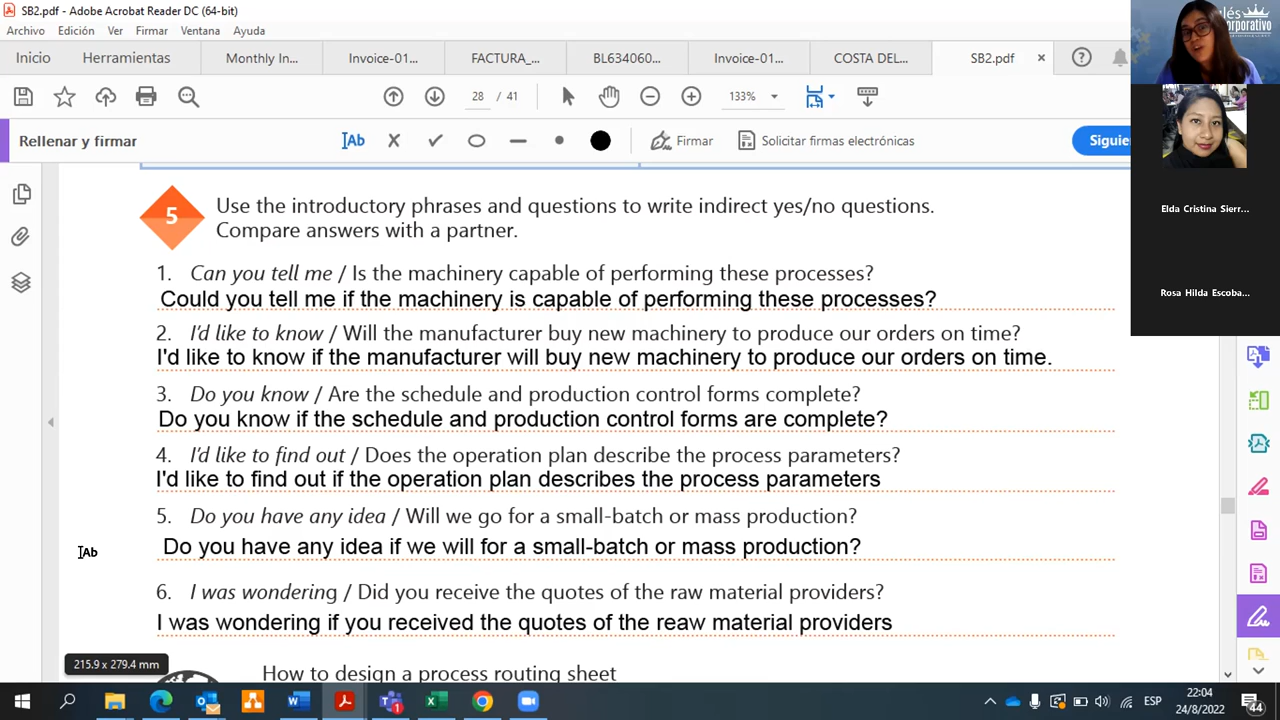 SB2.pdf - Adobe Acrobat Reader DC (64-bit)
Archivo Edición Ver Firmar Ventana Ayuda
Inicio Herramientas Monthly In... Invoice-01... FACTURA_... BL634060... Invoice-01... COSTA DEL... SB2.pdf
28 / 41 133%
Rellenar y firmar Ab Firmar Solicitar firmas electrónicas Siguie
5
Use the introductory phrases and questions to write indirect yes/no questions.
Compare answers with a partner.
1. Can you tell me / Is the machinery capable of performing these processes?
Could you tell me if the machinery is capable of performing these processes?
2. I'd like to know / Will the manufacturer buy new machinery to produce our orders on time?
I'd like to know if the manufacturer will buy new machinery to produce our orders on time.
3. Do you know / Are the schedule and production control forms complete?
Do you know if the schedule and production control forms are complete?
4. I'd like to find out / Does the operation plan describe the process parameters?
I'd like to find out if the operation plan describes the process parameters
5. Do you have any idea / Will we go for a small-batch or mass production?
Do you have any idea if we will for a small-batch or mass production?
Ab
6. I was wondering / Did you receive the quotes of the raw material providers?
I was wondering if you received the quotes of the reaw material providers
215.9 x 279.4 mm
How to design a process routing sheet
glés
orporativo
Elda Cristina Sierr...
Rosa Hilda Escoba...
ESP
22:04
24/8/2022
44